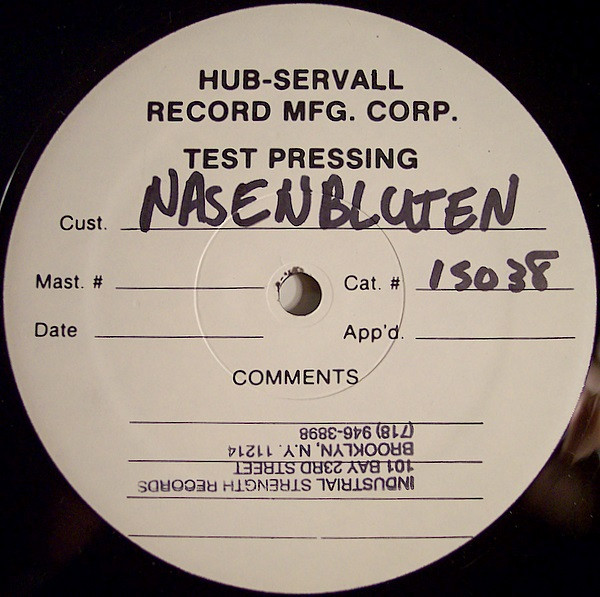 HUB-SERVALL
RECORD MFG. CORP.
TEST PRESSING
Cust. NASENBLUTEN
Mast. # Cat. # ISO38
Date App'd.
COMMENTS
INDUSTRIAL STRENGTH RECORDS
101 BAY 23RD STREET
BROOKLYN, N.Y. 11214
(718) 946-3898